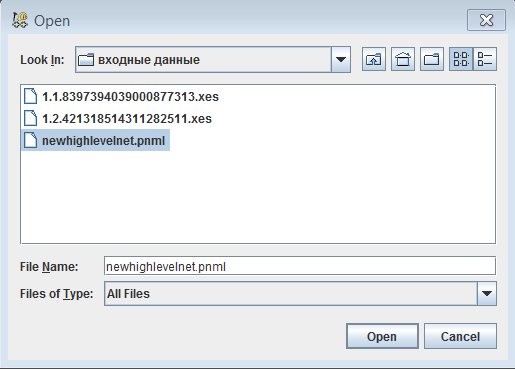 Open
Look In: входные данные
1.1.8397394039000877313.xes
1.2.421318514311282511.xes
newhighlevelnet.pnml
File Name: newhighlevelnet.pnml
Files of Type: All Files
Open Cancel